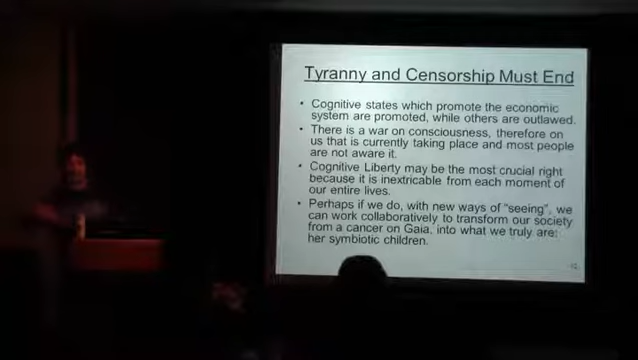 Tyranny and Censorship Must End
• Cognitive states which promote the economic
system are promoted, while others are outlawed.
• There is a war on consciousness, therefore on
us that is currently taking place and most people
are not aware it.
• Cognitive Liberty may be the most crucial right
because it is inextricable from each moment of
our entire lives.
• Perhaps if we do, with new ways of "seeing", we
can work collaboratively to transform our society
from a cancer on Gaia, into what we truly are:
her symbiotic children.